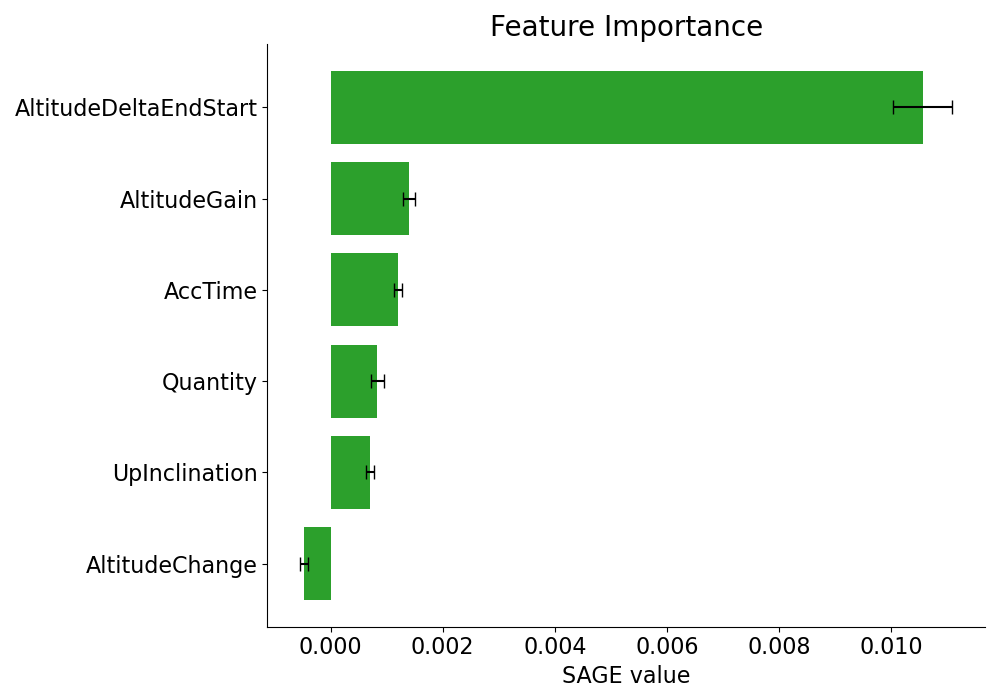 Feature Importance
AltitudeDeltaEndStart
AltitudeGain
AccTime
Quantity
UpInclination
AltitudeChange
0.000 0.002 0.004 0.006 0.008 0.010
SAGE value